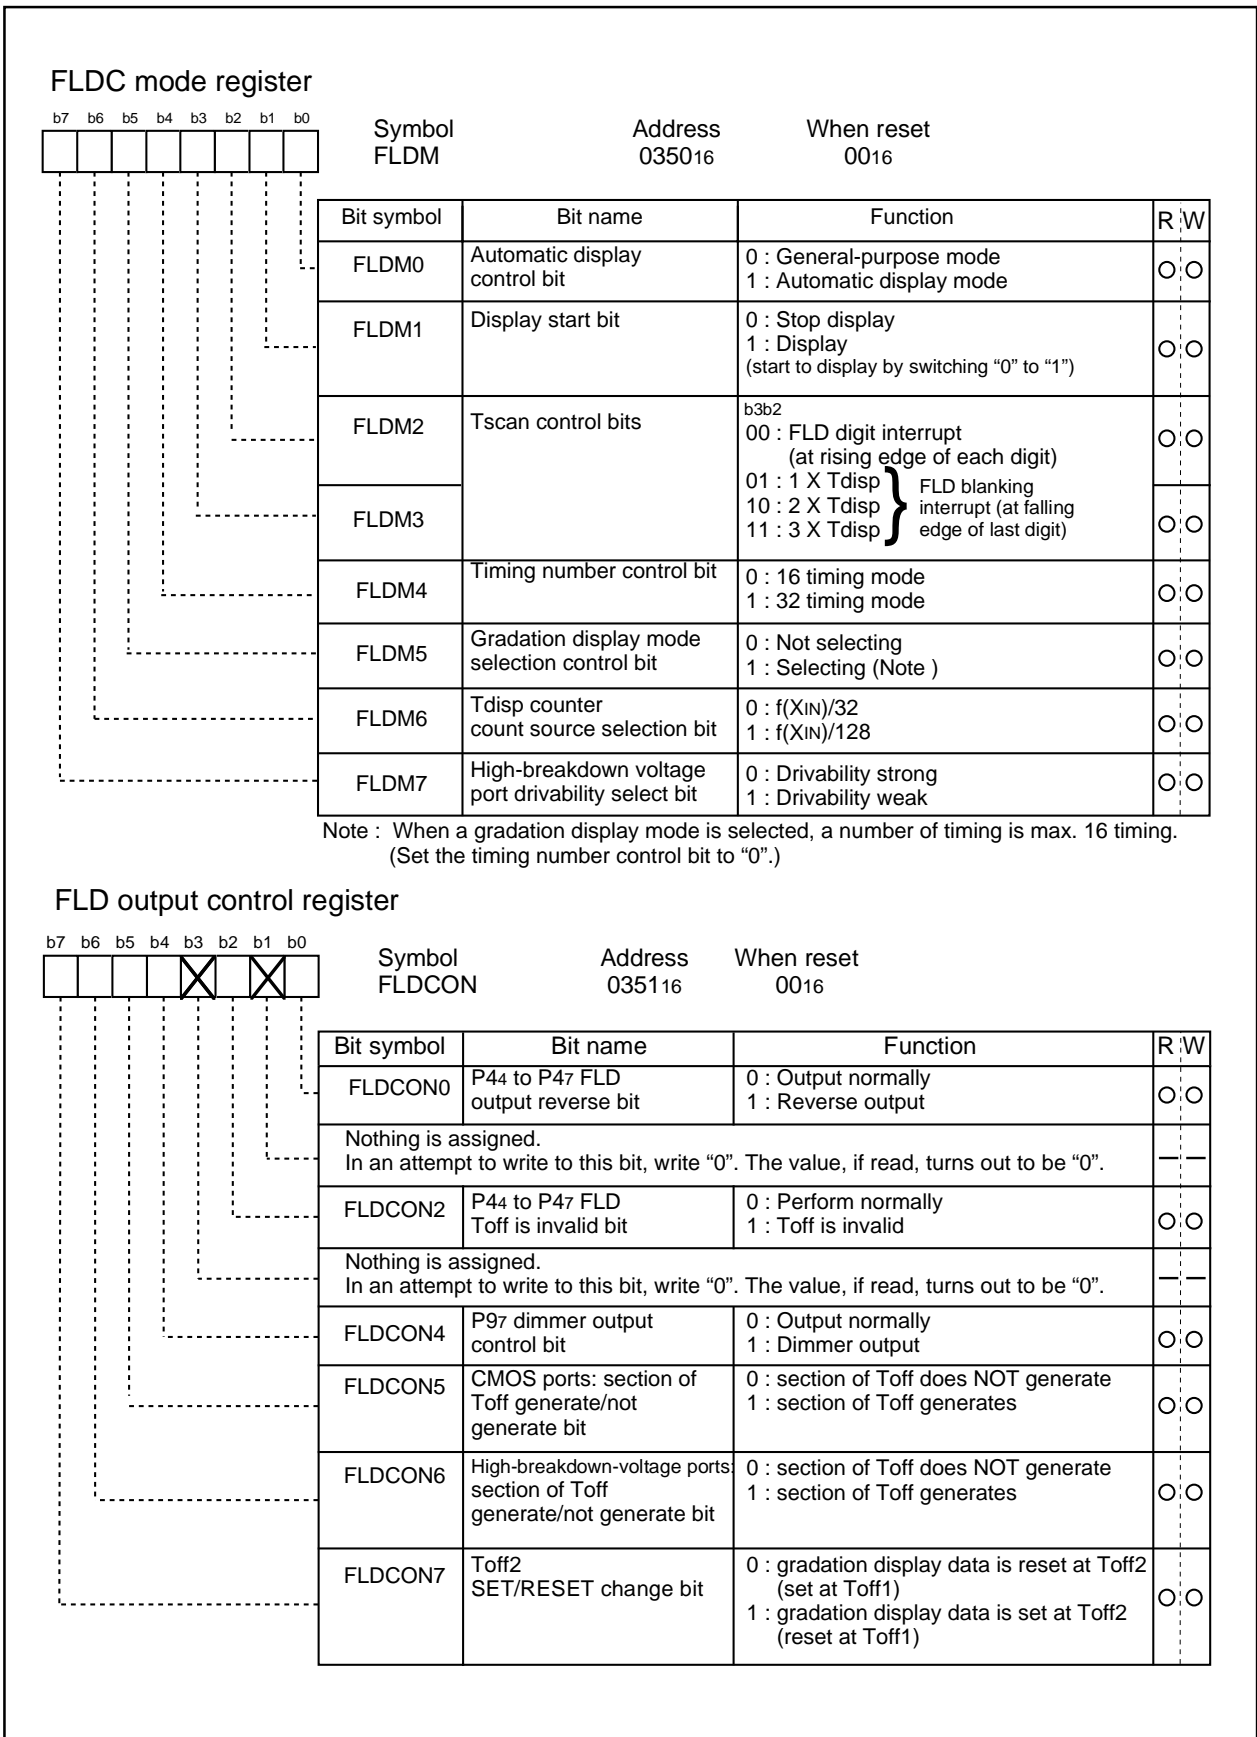 FLDC mode register
b7 b6 b5 b4 b3 b2 b1 b0
Symbol Address When reset
FLDM 035016 0016
Bit symbol Bit name Function R W
FLDM0 Automatic display control bit 0 : General-purpose mode
1 : Automatic display mode
FLDM1 Display start bit 0 : Stop display
1 : Display
(start to display by switching “0” to “1”)
FLDM2 Tscan control bits b3b2
00 : FLD digit interrupt
(at rising edge of each digit)
01 : 1 X Tdisp
10 : 2 X Tdisp
11 : 3 X Tdisp
} FLD blanking
interrupt (at falling
edge of last digit)
FLDM3
FLDM4 Timing number control bit 0 : 16 timing mode
1 : 32 timing mode
FLDM5 Gradation display mode
selection control bit
0 : Not selecting
1 : Selecting (Note )
FLDM6 Tdisp counter
count source selection bit
0 : f(XIN)/32
1 : f(XIN)/128
FLDM7 High-breakdown voltage
port drivability select bit
0 : Drivability strong
1 : Drivability weak
Note : When a gradation display mode is selected, a number of timing is max. 16 timing.
(Set the timing number control bit to “0”.)
FLD output control register
b7 b6 b5 b4 b3 b2 b1 b0
Symbol Address When reset
FLDCON 035116 0016
Bit symbol Bit name Function R W
FLDCON0 P44 to P47 FLD
output reverse bit
0 : Output normally
1 : Reverse output
Nothing is assigned.
In an attempt to write to this bit, write “0”. The value, if read, turns out to be “0”.
FLDCON2 P44 to P47 FLD
Toff is invalid bit
0 : Perform normally
1 : Toff is invalid
Nothing is assigned.
In an attempt to write to this bit, write “0”. The value, if read, turns out to be “0”.
FLDCON4 P97 dimmer output
control bit
0 : Output normally
1 : Dimmer output
FLDCON5 CMOS ports: section of
Toff generate/not
generate bit
0 : section of Toff does NOT generate
1 : section of Toff generates
FLDCON6 High-breakdown-voltage ports:
section of Toff
generate/not generate bit
0 : section of Toff does NOT generate
1 : section of Toff generates
FLDCON7 Toff2
SET/RESET change bit
0 : gradation display data is reset at Toff2
(set at Toff1)
1 : gradation display data is set at Toff2
(reset at Toff1)